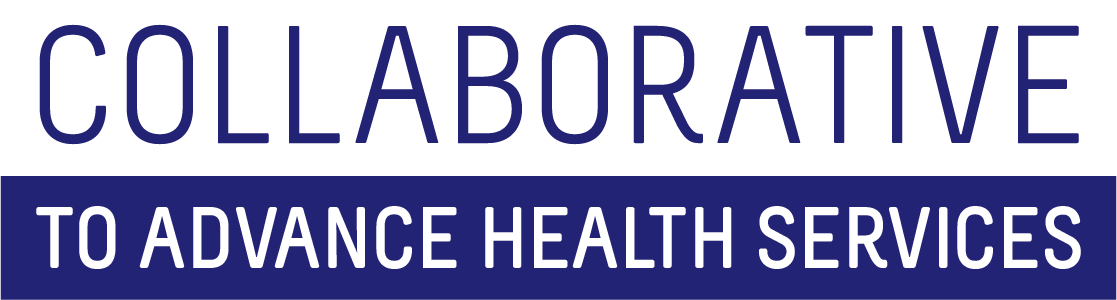 COLLABORATIVE
TO ADVANCE HEALTH SERVICES